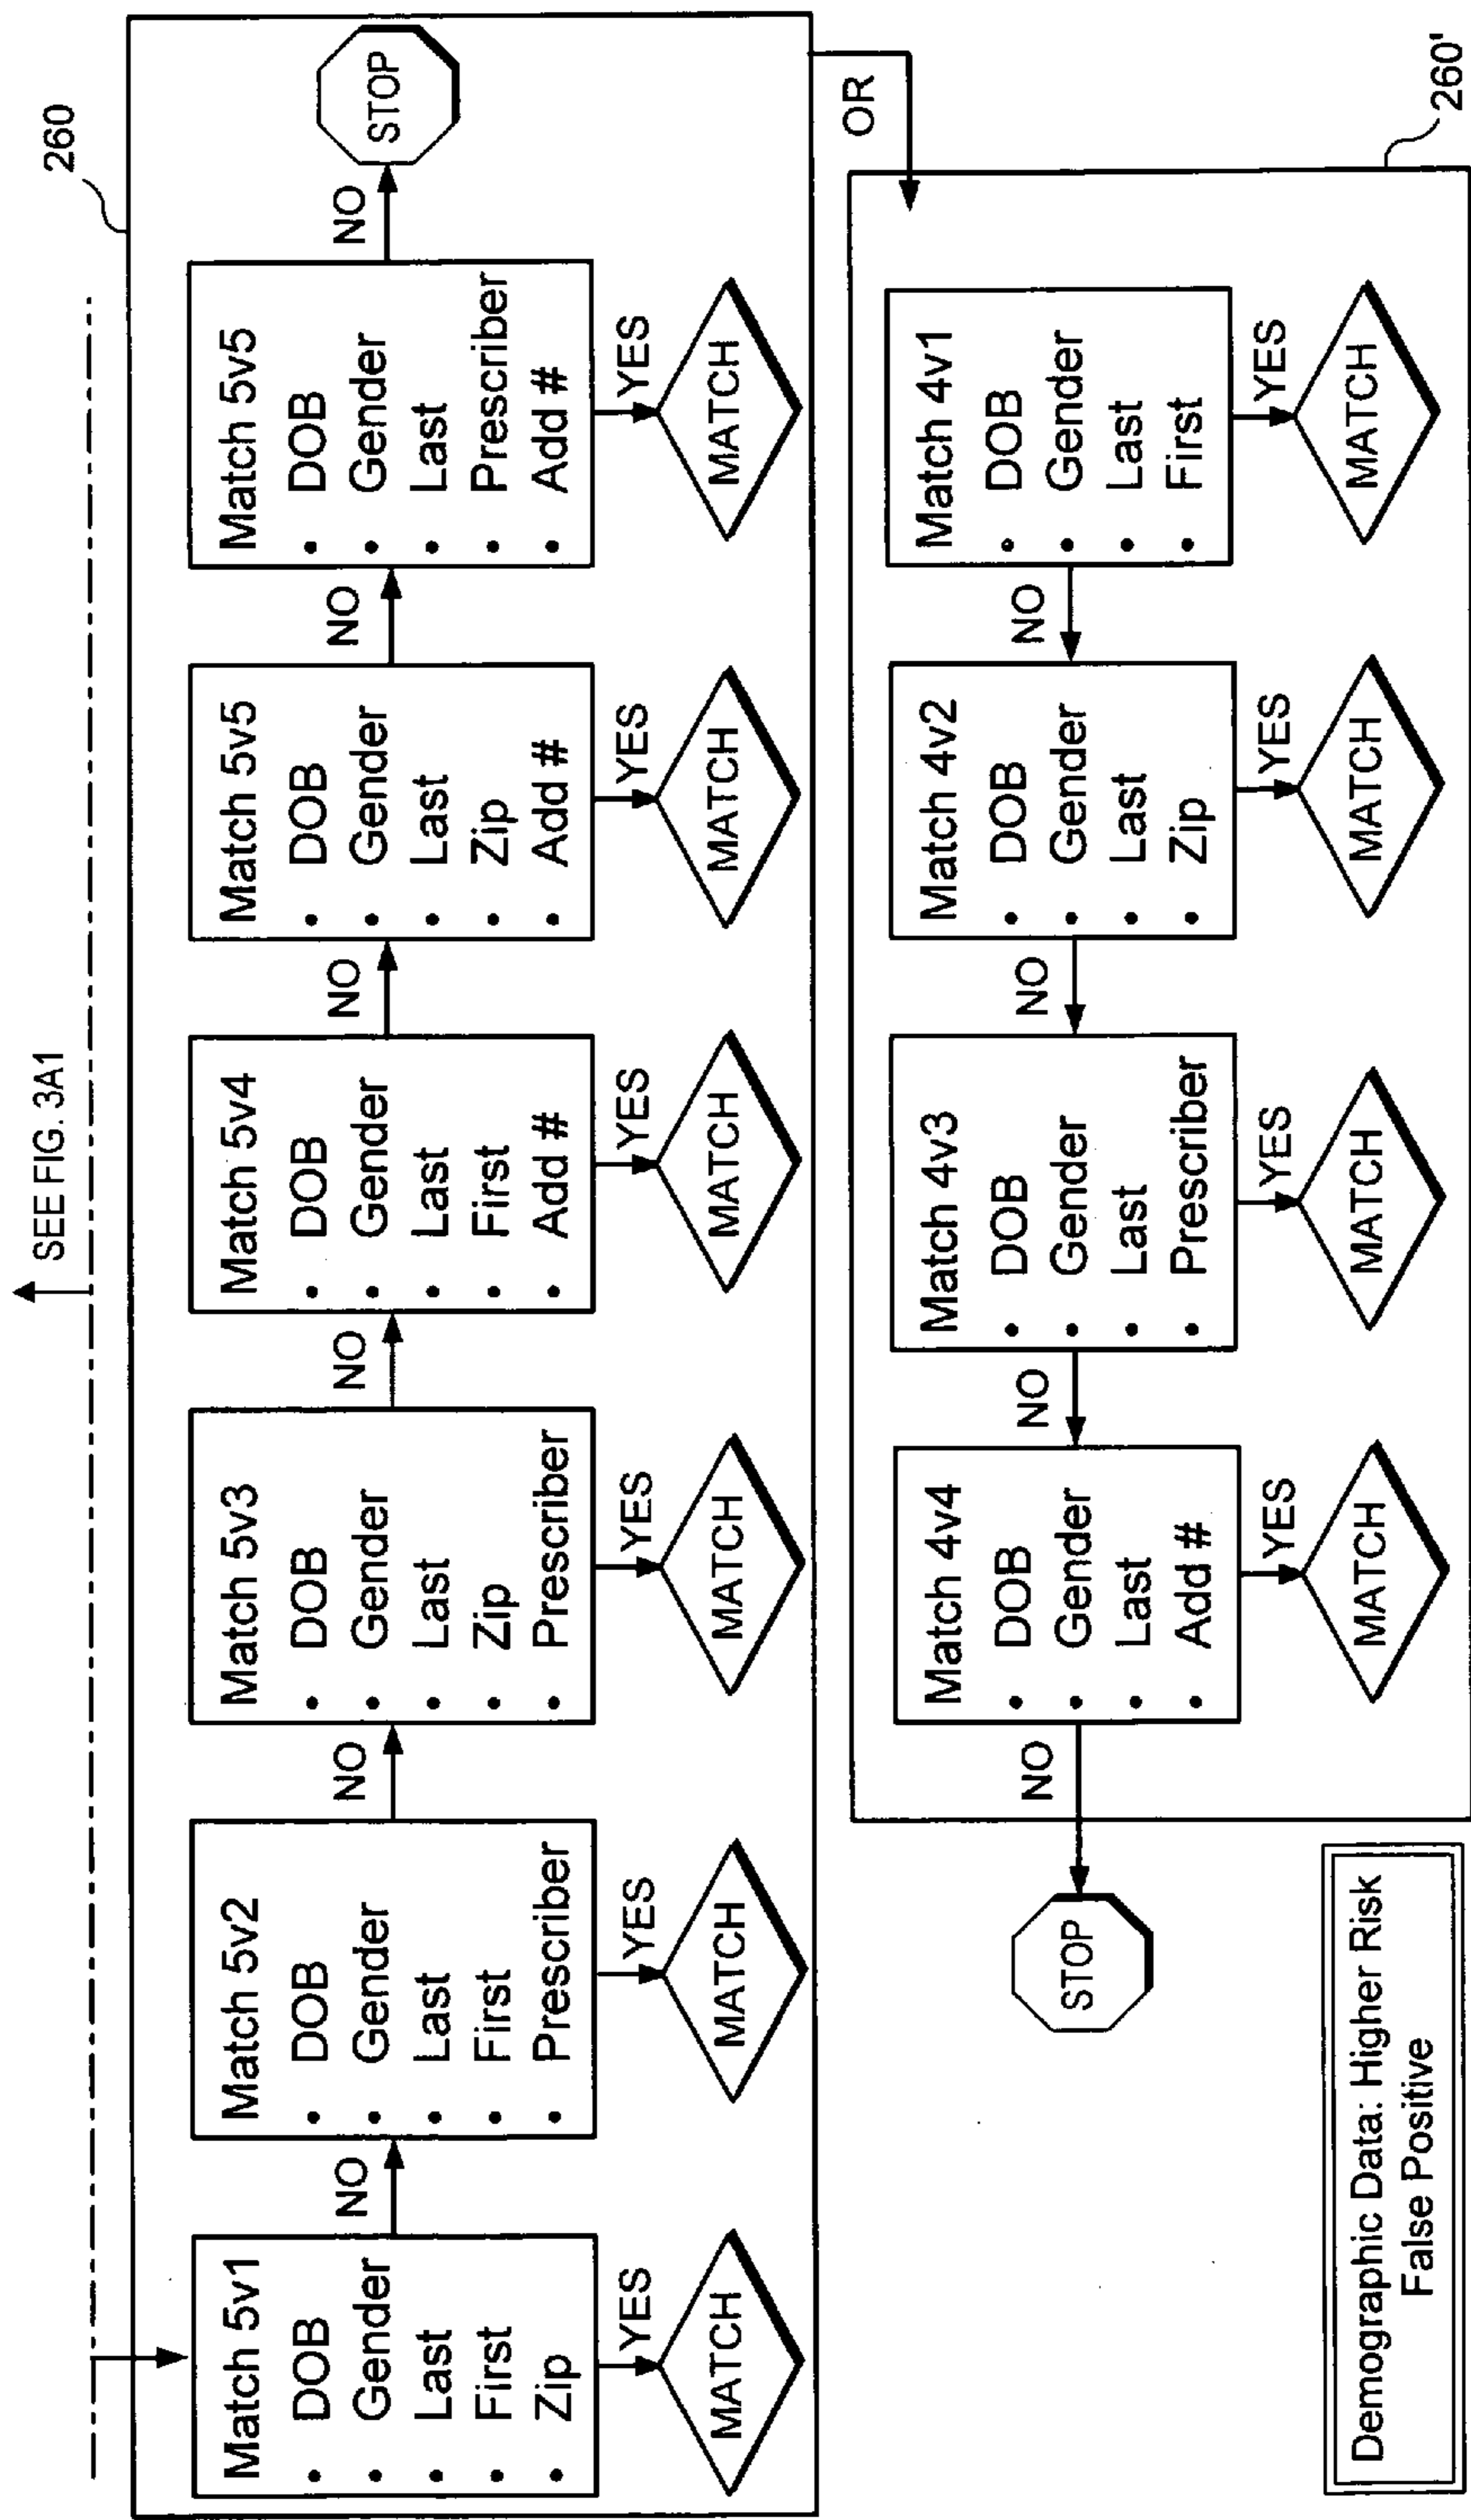 SEE FIG. 3A1
260
Match 5v1
• DOB
• Gender
• Last
• First
• Zip
YES
MATCH
NO
Match 5v2
• DOB
• Gender
• Last
• First
• Prescriber
YES
MATCH
NO
Match 5v3
• DOB
• Gender
• Last
• Zip
• Prescriber
YES
MATCH
NO
Match 5v4
• DOB
• Gender
• Last
• First
• Add #
YES
MATCH
NO
Match 5v5
• DOB
• Gender
• Last
• Zip
• Add #
YES
MATCH
NO
Match 5v5
• DOB
• Gender
• Last
• Prescriber
• Add #
YES
MATCH
NO
STOP
OR
260'
Match 4v1
• DOB
• Gender
• Last
• First
YES
MATCH
NO
Match 4v2
• DOB
• Gender
• Last
• Zip
YES
MATCH
NO
Match 4v3
• DOB
• Gender
• Last
• Prescriber
YES
MATCH
NO
Match 4v4
• DOB
• Gender
• Last
• Add #
YES
MATCH
NO
STOP
Demographic Data: Higher Risk
False Positive